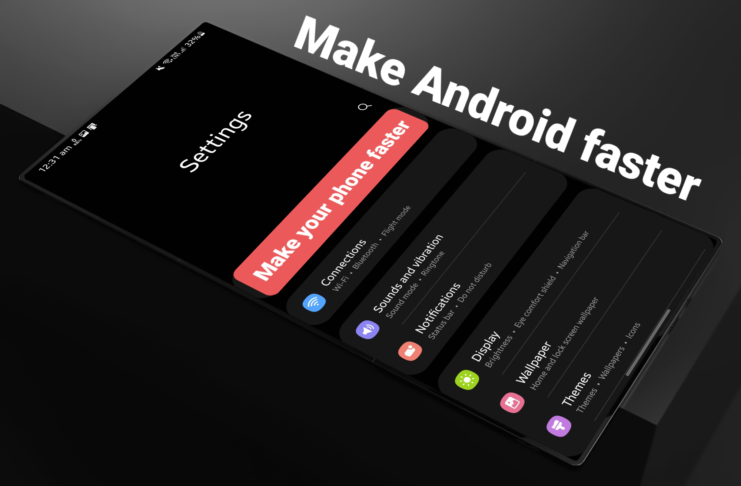 Make Android faster
12:31 am
32%
Settings
Make your phone faster
Connections
Wi-Fi • Bluetooth • Flight mode
Sounds and vibration
Sound mode • Ringtone
Notifications
Status bar • Do not disturb
Display
Brightness • Eye comfort shield • Navigation bar
Wallpaper
Home and lock screen wallpaper
Themes
Themes • Wallpapers • Icons